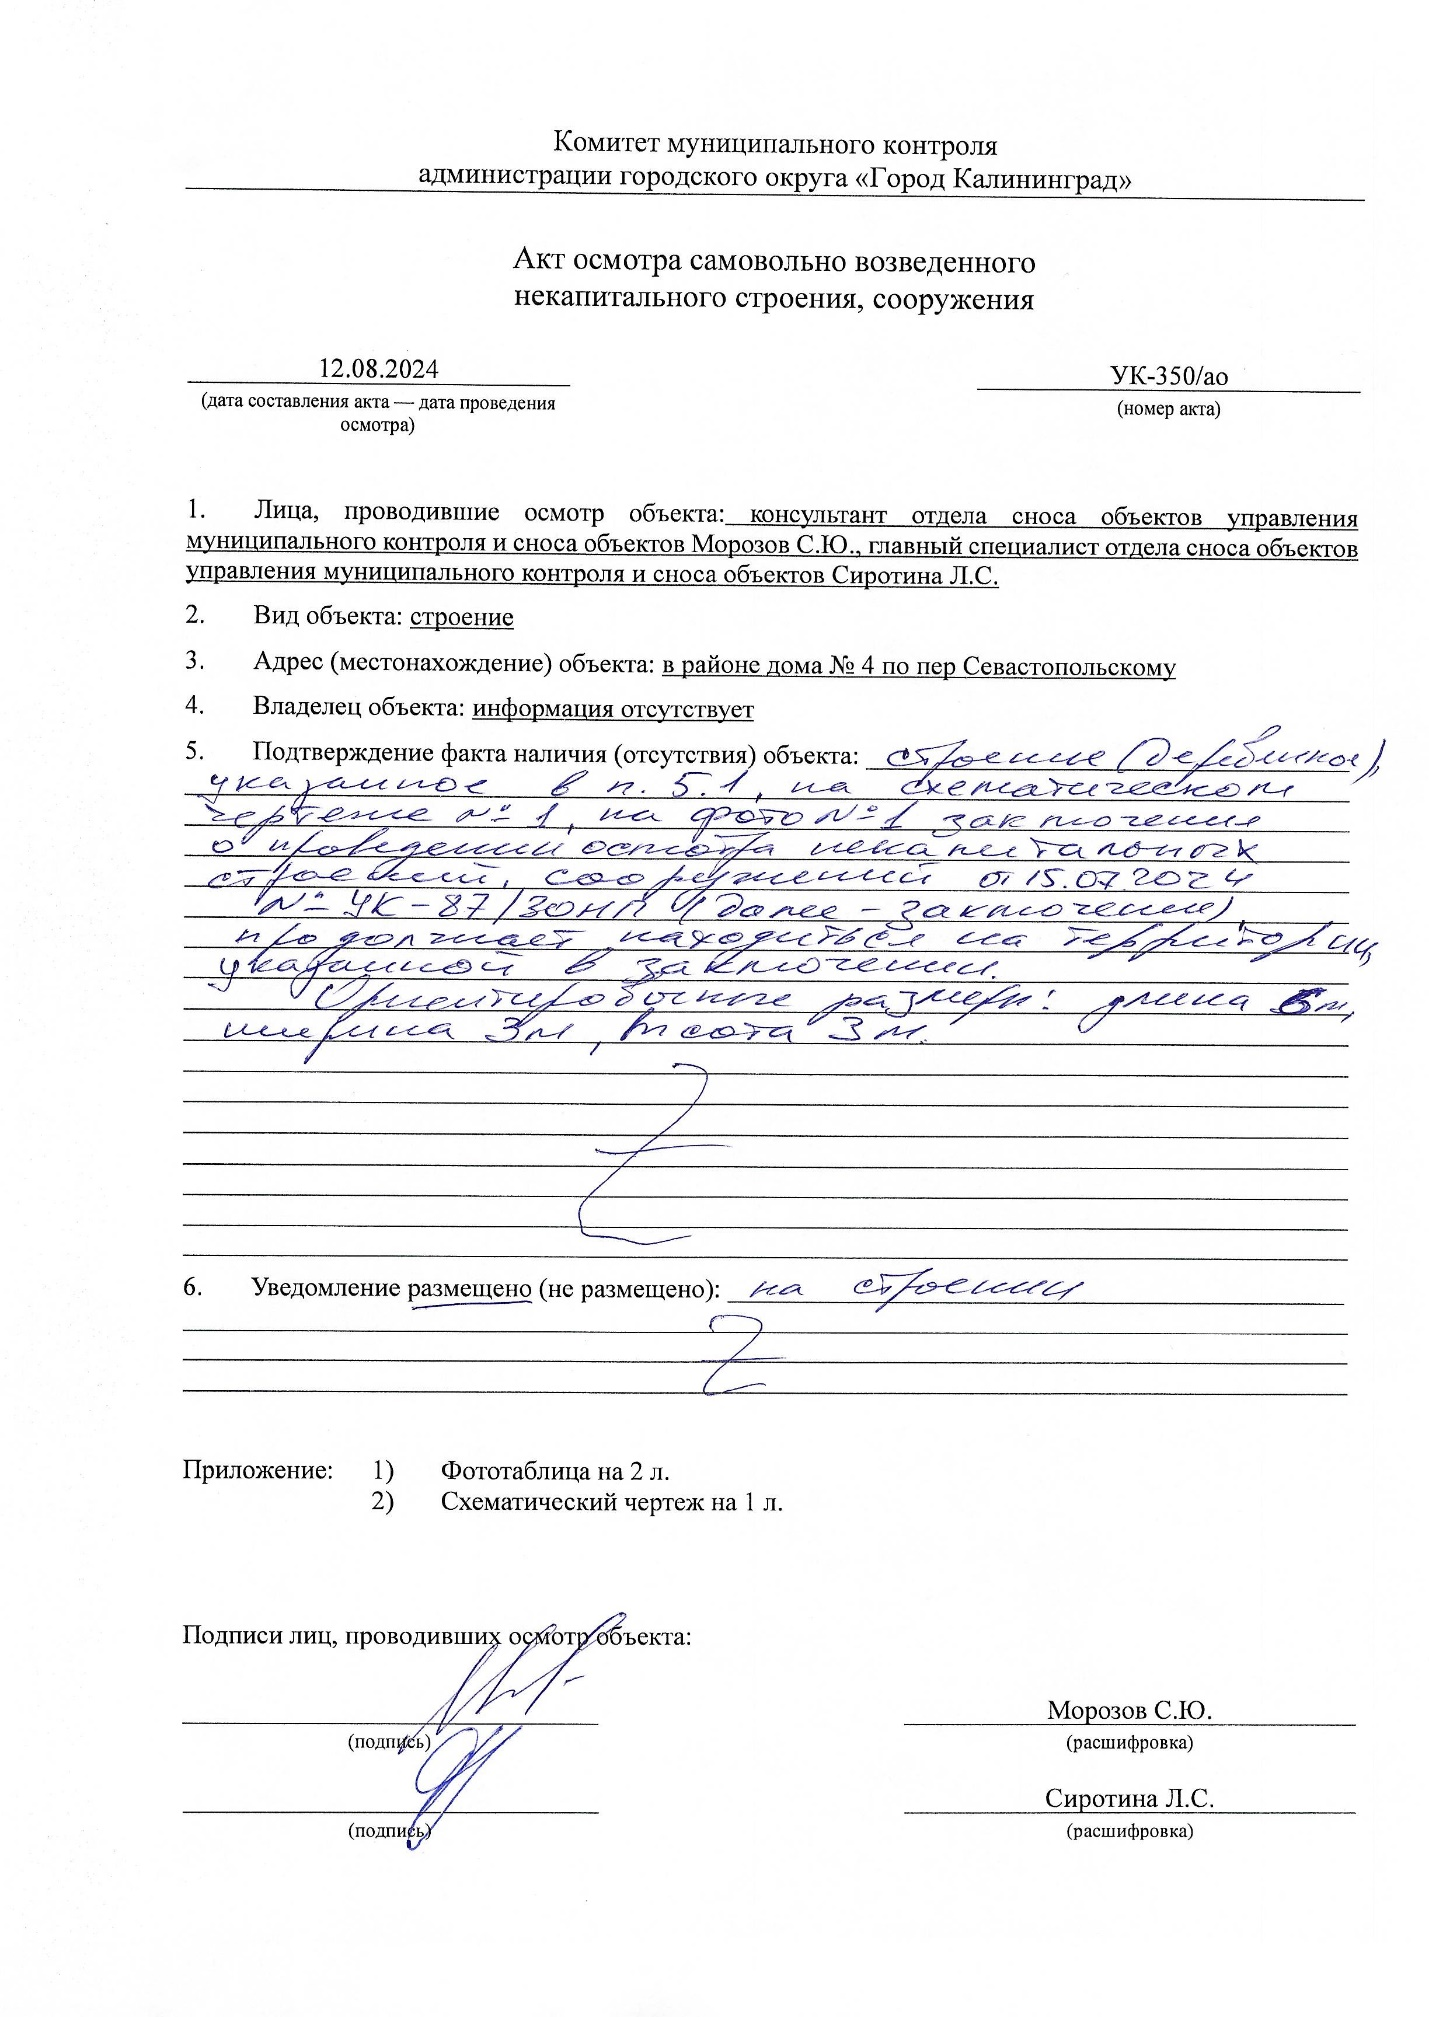 Комитет муниципального контроля
администрации городского округа «Город Калининград»
Акт осмотра самовольно возведенного
некапитального строения, сооружения
12.08.2024
УК-350/ао
(дата составления акта — дата проведения
осмотра)
(номер акта)
1. Лица, проводившие осмотр объекта: консультант отдела сноса объектов управления
муниципального контроля и сноса объектов Морозов С.Ю., главный специалист отдела сноса объектов
управления муниципального контроля и сноса объектов Сиротина Л.С.
2. Вид объекта: строение
3. Адрес (местонахождение) объекта: в районе дома № 4 по пер Севастопольскому
4. Владелец объекта: информация отсутствует
5. Подтверждение факта наличия (отсутствия) объекта: строение (деревянное),
указанное в п. 5.1, на схематическом
чертеже № 1, на фото № 1 заключения
о проведении осмотра некапитальных
строений, сооружений от 15.07.2024
№ УК-87/ЗОНП (далее - заключение),
продолжает находиться на территории,
указанной в заключении.
Ориентировочные размеры: длина 6м,
ширина 3м, высота 3м.
6. Уведомление размещено (не размещено): на строении
Приложение: 1) Фототаблица на 2 л.
2) Схематический чертеж на 1 л.
Подписи лиц, проводивших осмотр объекта:
Морозов С.Ю.
(подпись)
(расшифровка)
Сиротина Л.С.
(подпись)
(расшифровка)